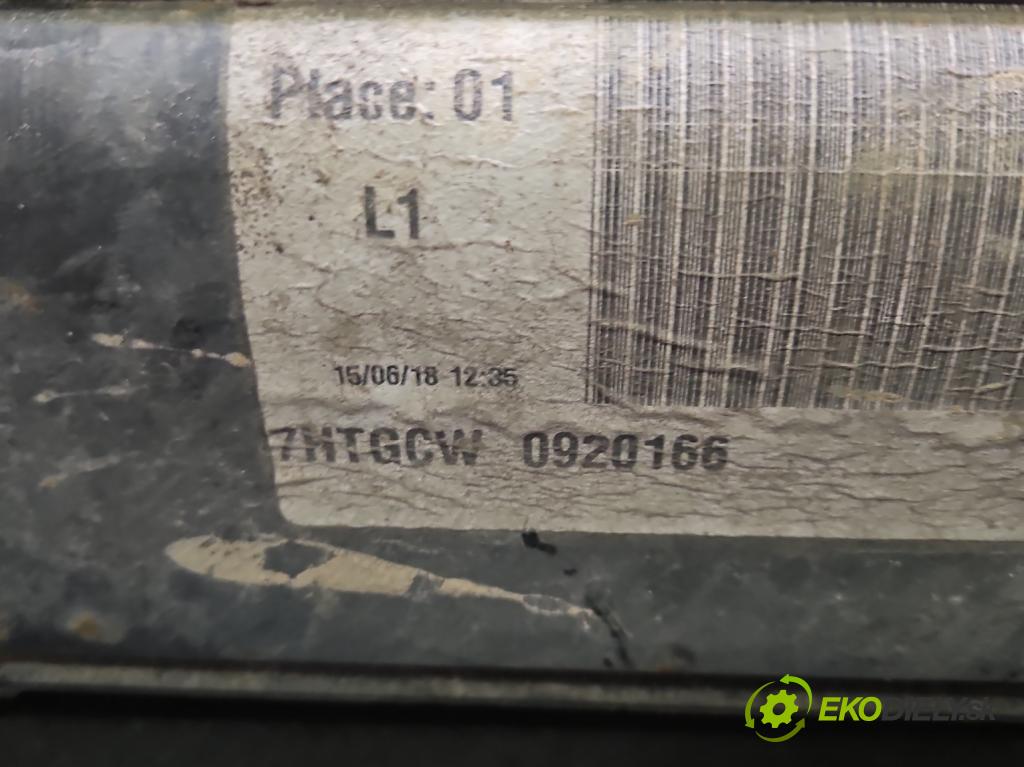 Place: 01
L1
15/06/18 12:35
7HTGCW 0920166
EKODIELY.SK